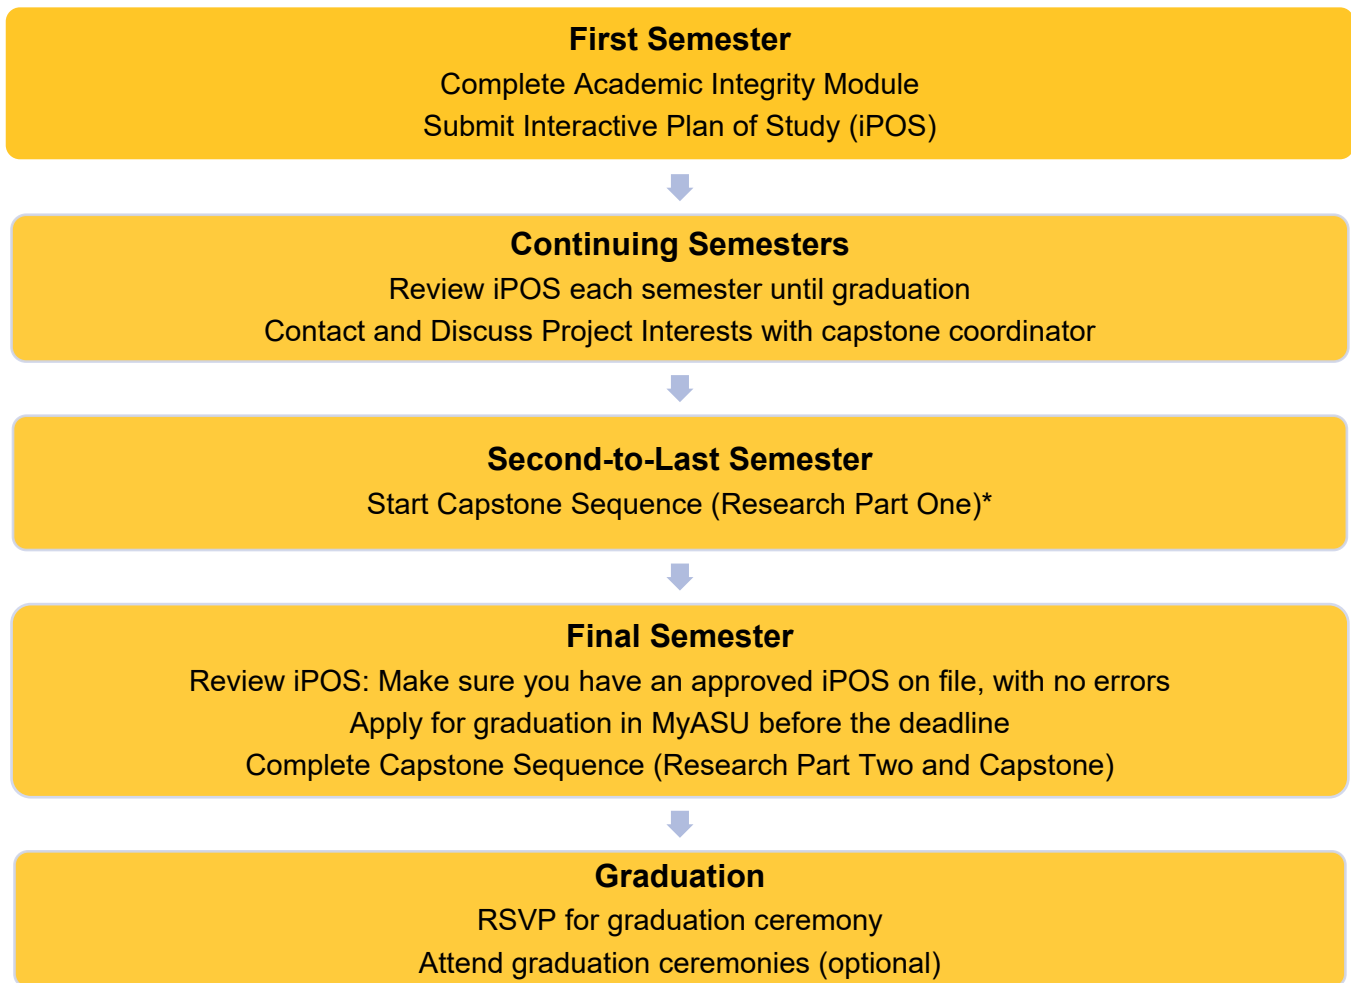 First Semester
Complete Academic Integrity Module
Submit Interactive Plan of Study (iPOS)
Continuing Semesters
Review iPOS each semester until graduation
Contact and Discuss Project Interests with capstone coordinator
Second-to-Last Semester
Start Capstone Sequence (Research Part One)*
Final Semester
Review iPOS: Make sure you have an approved iPOS on file, with no errors
Apply for graduation in MyASU before the deadline
Complete Capstone Sequence (Research Part Two and Capstone)
Graduation
RSVP for graduation ceremony
Attend graduation ceremonies (optional)